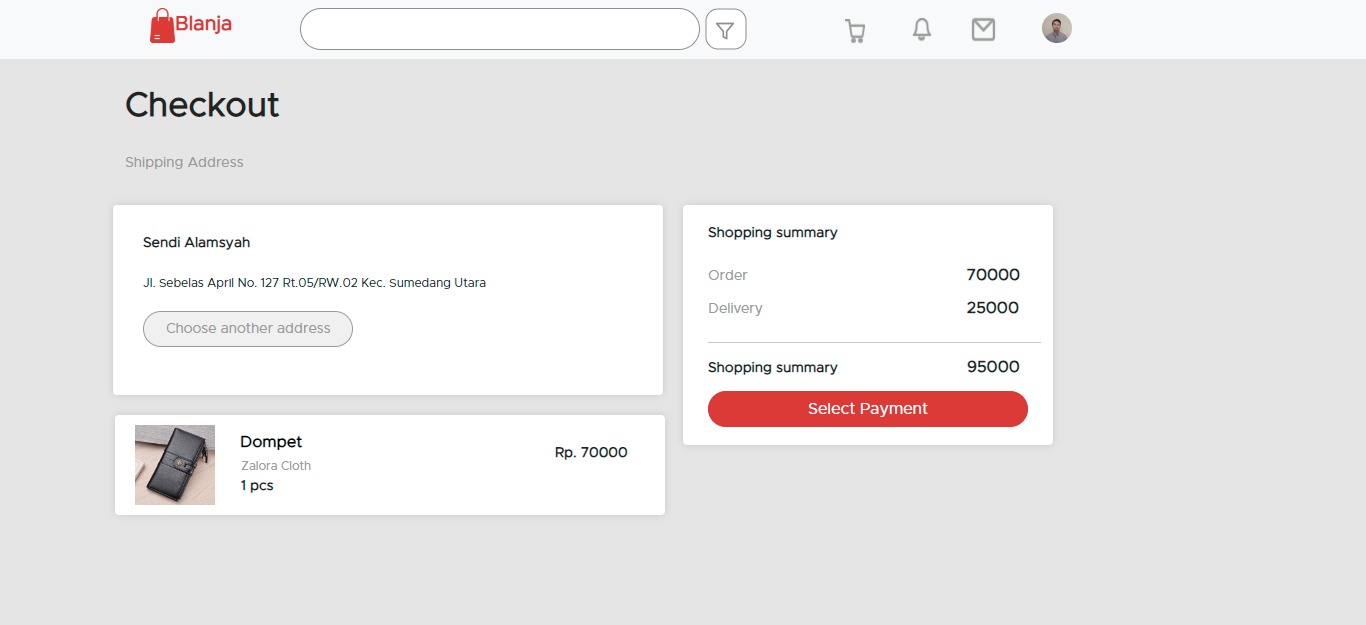 Blanja
Checkout
Shipping Address
Sendi Alamsyah
Jl. Sebelas April No. 127 Rt.05/RW.02 Kec. Sumedang Utara
Choose another address
Dompet
Zalora Cloth
1 pcs
Rp. 70000
Shopping summary
Order 70000
Delivery 25000
Shopping summary 95000
Select Payment